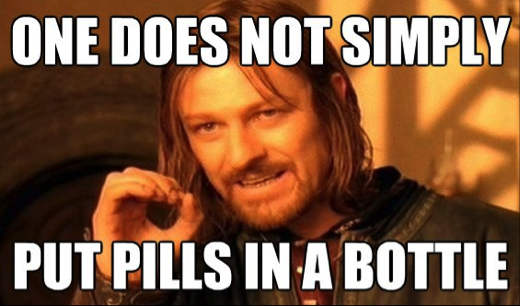 ONE DOES NOT SIMPLY
PUT PILLS IN A BOTTLE